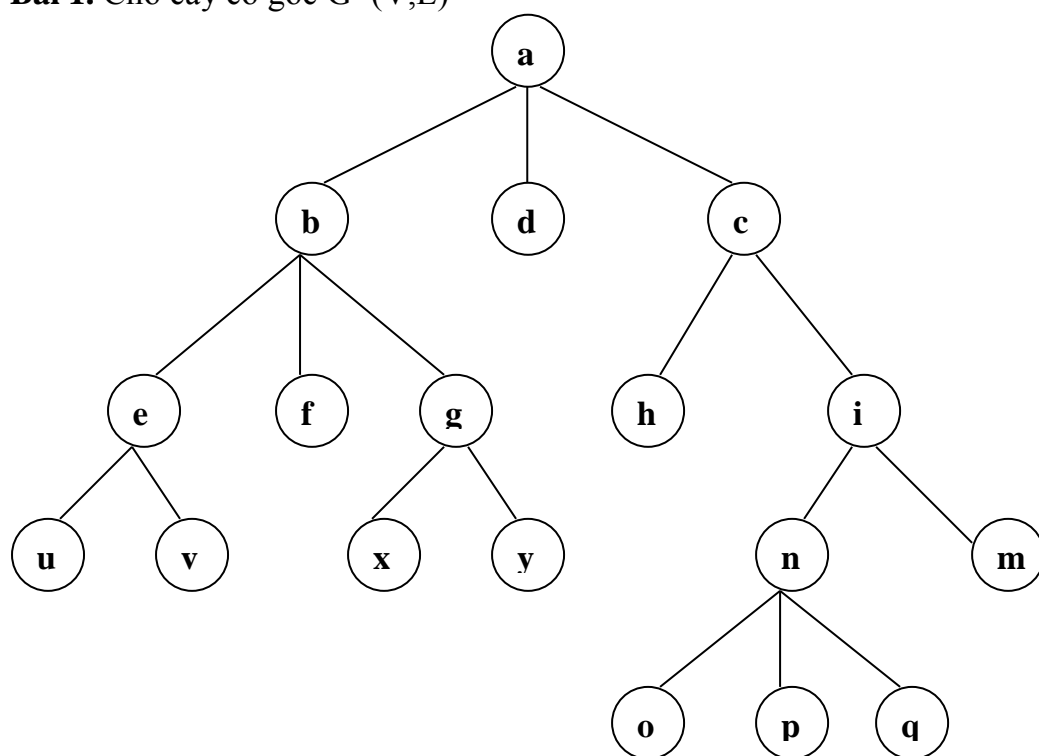 Bài 1. Cho cây có gốc G=(V,E)
a
b d c
e f g h i
u v x y n m
o p q